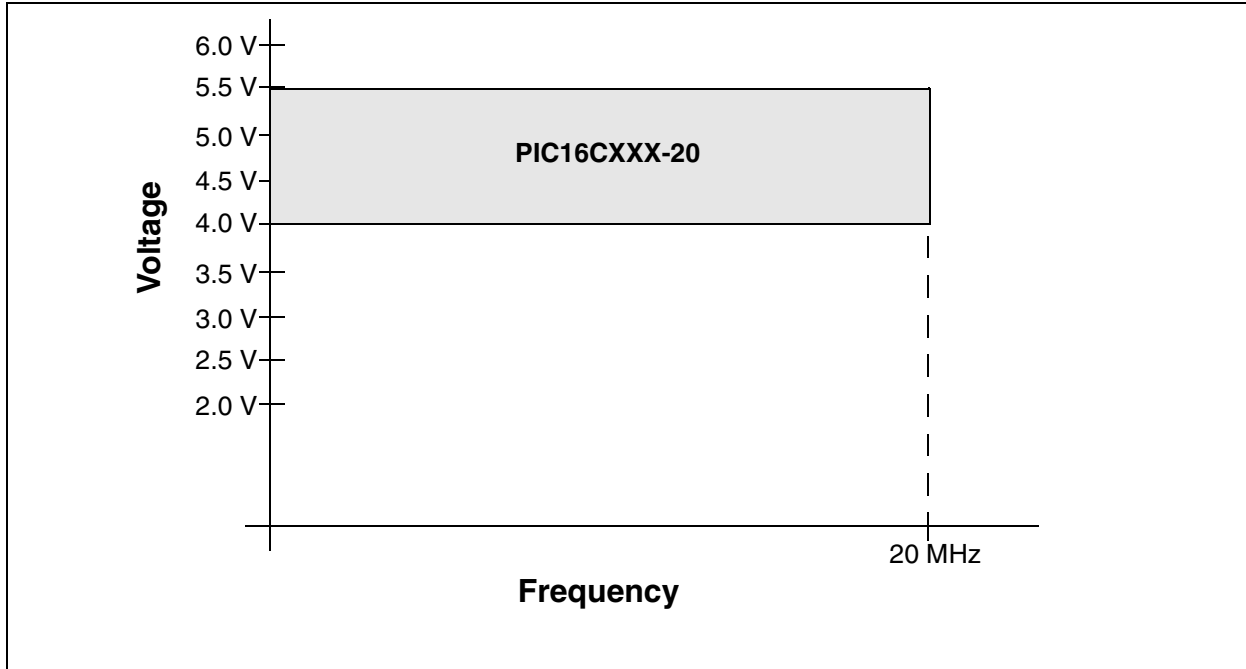 6.0 V
5.5 V
5.0 V
PIC16CXXX-20
4.5 V
4.0 V
Voltage
3.5 V
3.0 V
2.5 V
2.0 V
20 MHz
Frequency